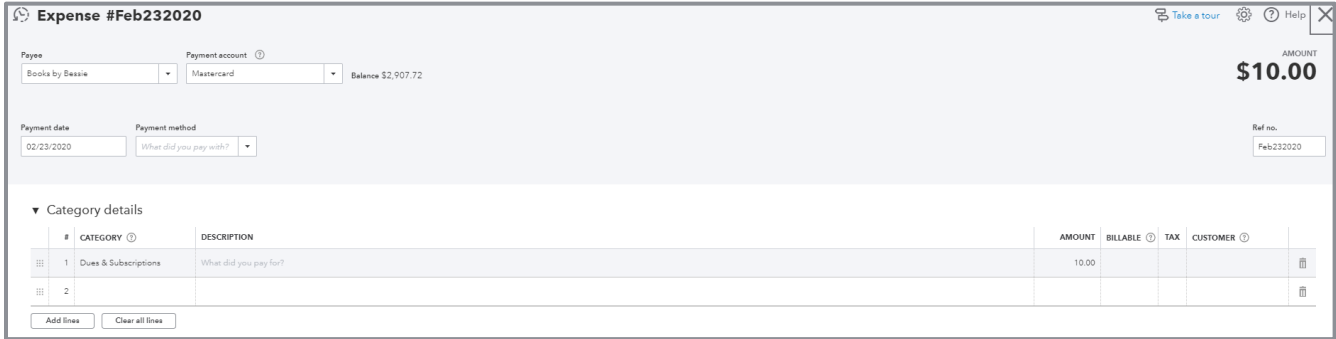 Expense #Feb232020
Take a tour
Help
Payee
Payment account
Books by Bessie
Mastercard
Balance $2,907.72
AMOUNT
$10.00
Payment date
Payment method
Ref no.
02/23/2020
What did you pay with?
Feb232020
Category details
# CATEGORY DESCRIPTION AMOUNT BILLABLE TAX CUSTOMER
1 Dues & Subscriptions What did you pay for? 10.00
2
Add lines
Clear all lines